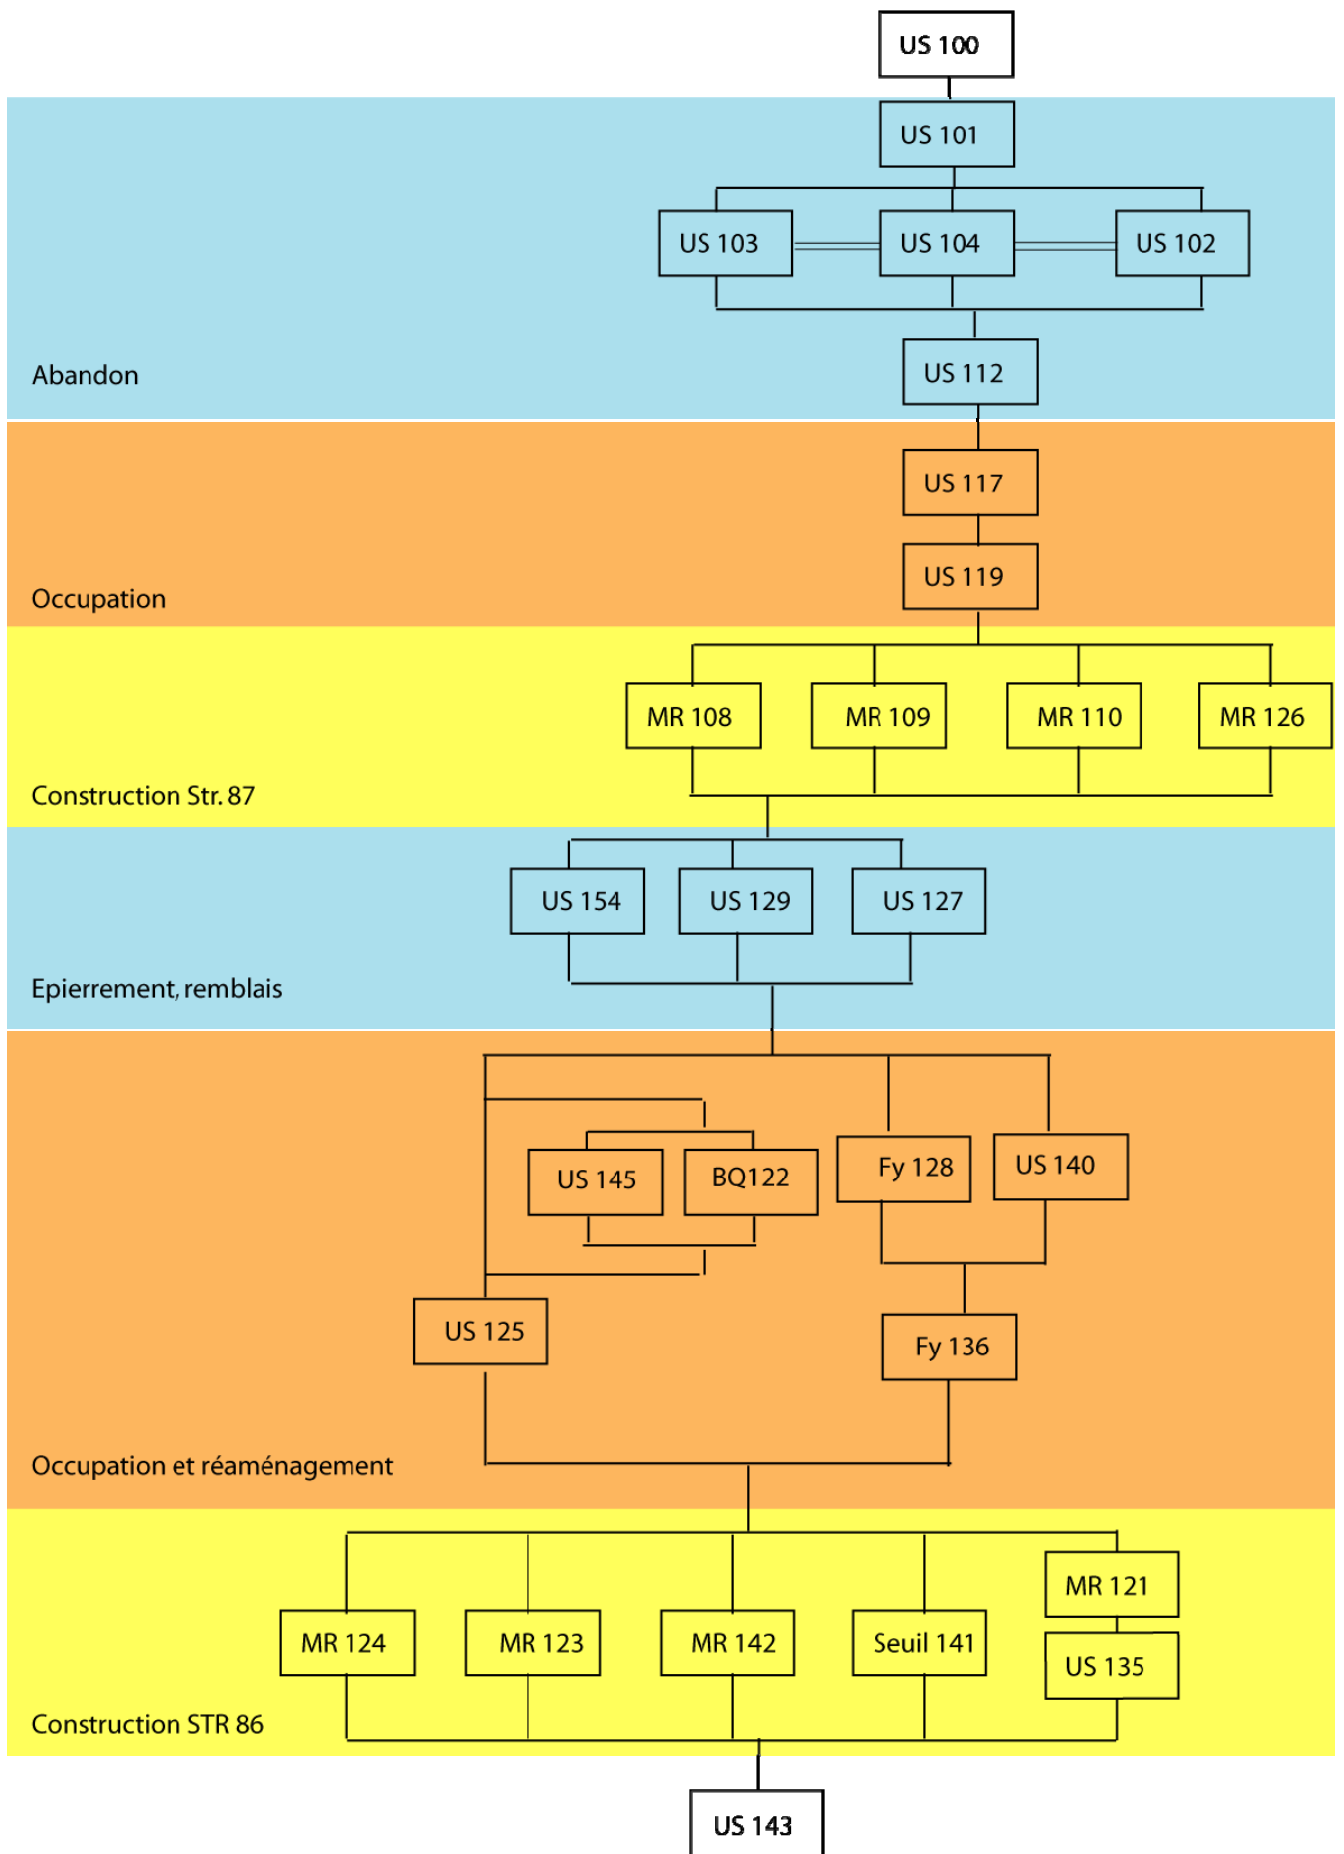 US 100
US 101
US 103
US 104
US 102
US 112
Abandon
US 117
US 119
Occupation
MR 108
MR 109
MR 110
MR 126
Construction Str. 87
US 154
US 129
US 127
Epierrement, remblais
US 145
BQ122
Fy 128
US 140
US 125
Fy 136
Occupation et réaménagement
MR 121
MR 124
MR 123
MR 142
Seuil 141
US 135
Construction STR 86
US 143